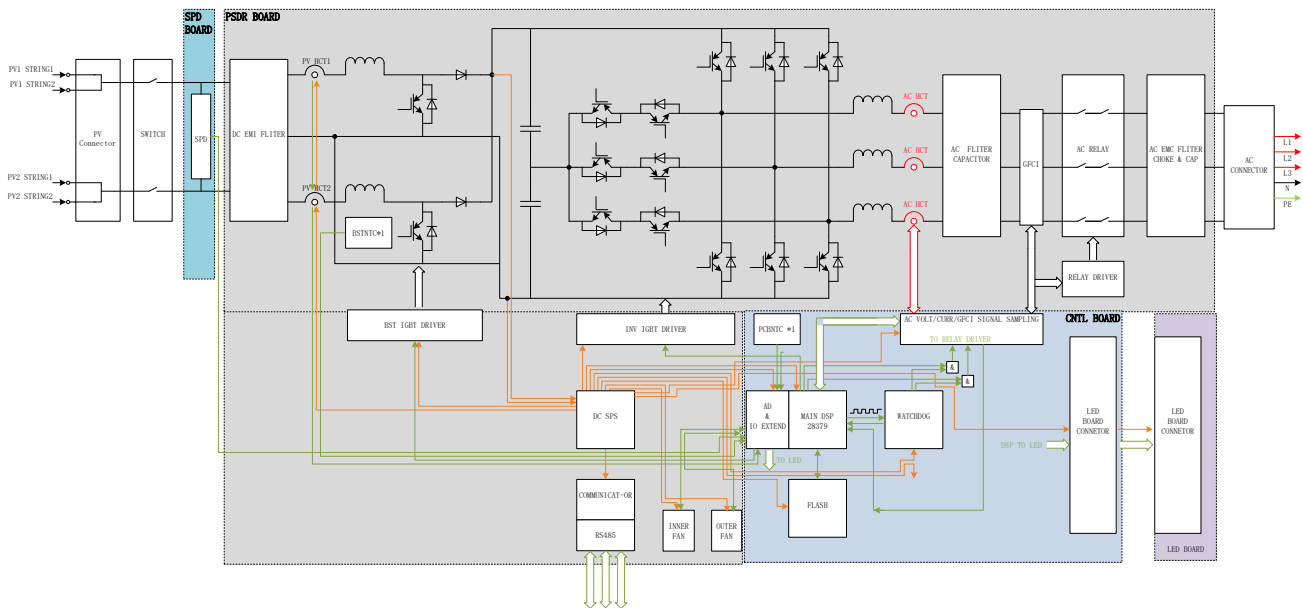 SPD
BOARD
PSDR BOARD
PV1 STRING1
PV1 STRING2
PV2 STRING1
PV2 STRING2
PV
Connector
SWITCH
SPD
DC EMI FLITER
PV HCT1
PV HCT2
BSTNTC*1
AC HCT
AC HCT
AC HCT
AC FLITER
CAPACITOR
GFCI
AC RELAY
AC EMC FLITER
CHOKE & CAP
AC
CONNECTOR
L1
L2
L3
N
PE
RELAY DRIVER
BST IGBT DRIVER
INV IGBT DRIVER
PCBNTC *1
AC VOLT/CURR/GFCI SIGNAL SAMPLING
TO RELAY DRIVER
CNTL BOARD
&
&
DC SPS
AD
&
IO EXTEND
MAIN DSP
28379
WATCHDOG
TO LED
DSP TO LED
LED
BOARD
CONNETOR
LED
BOARD
CONNETOR
COMMUNICAT-OR
RS485
INNER
FAN
OUTER
FAN
FLASH
LED BOARD